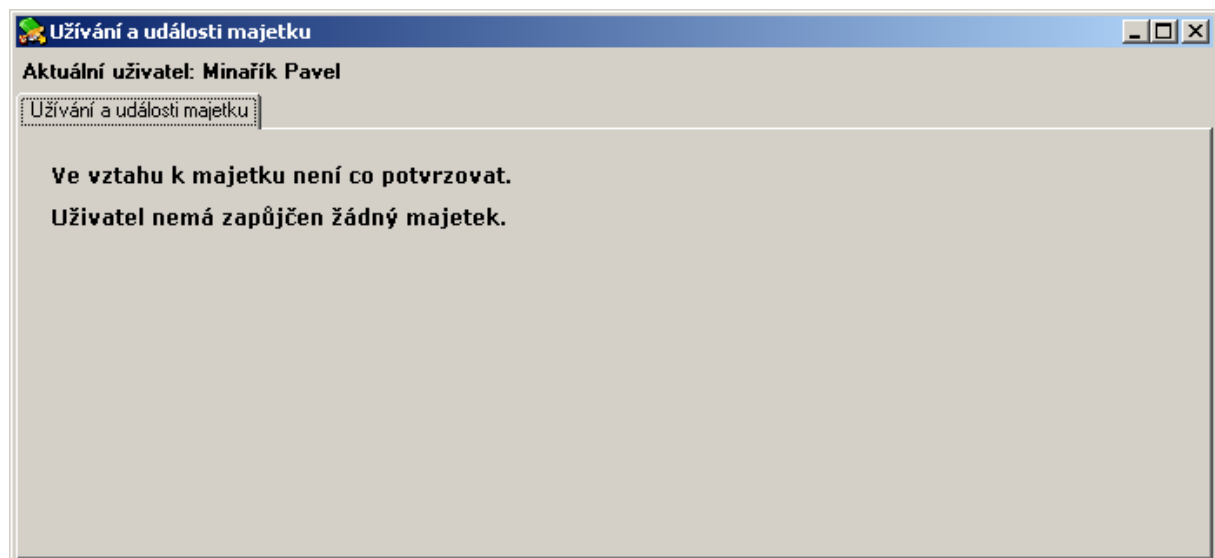 Užívání a události majetku
Aktuální uživatel: Minařík Pavel
Užívání a události majetku
Ve vztahu k majetku není co potvrzovat.
Uživatel nemá zapůjčen žádný majetek.